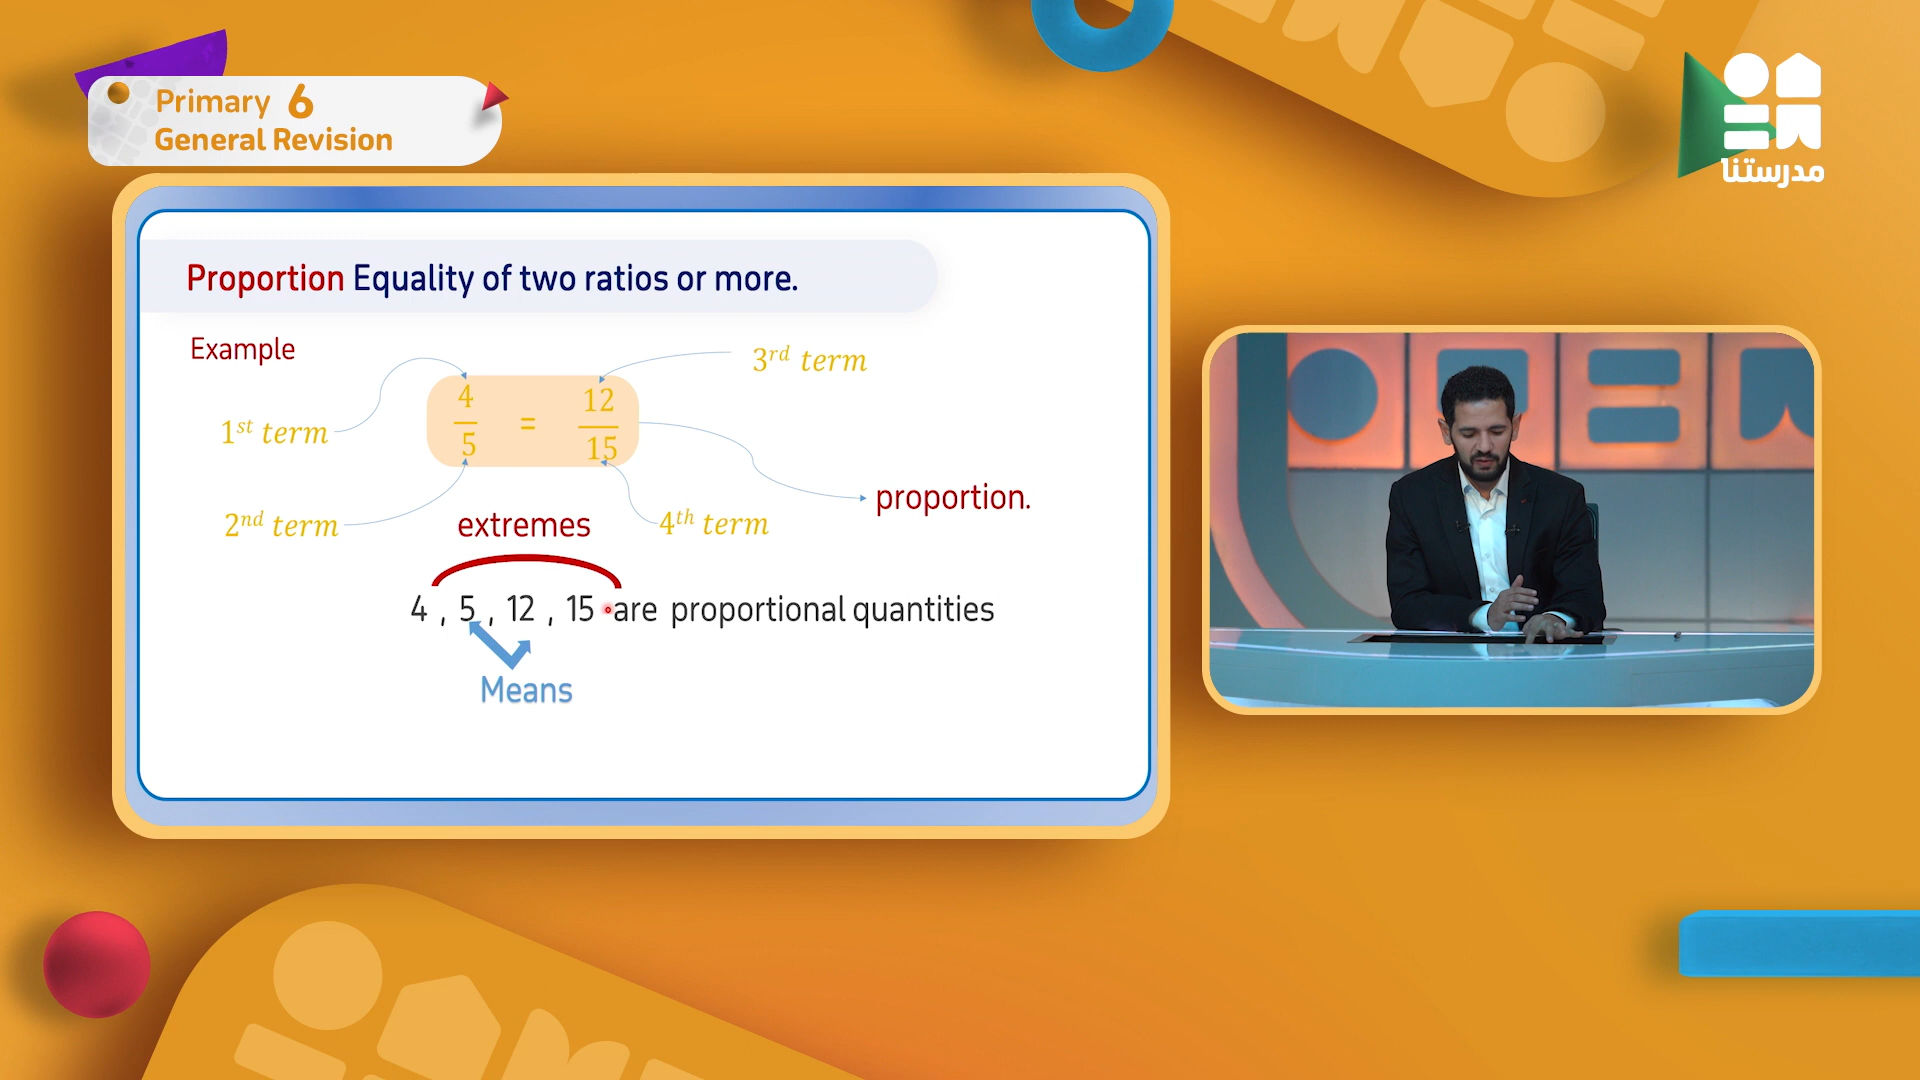 Primary 6
General Revision
مدرستنا
Proportion Equality of two ratios or more.
Example
1st term
2nd term
4/5 = 12/15
3rd term
4th term
proportion.
extremes
4 , 5 , 12 , 15 are proportional quantities
Means